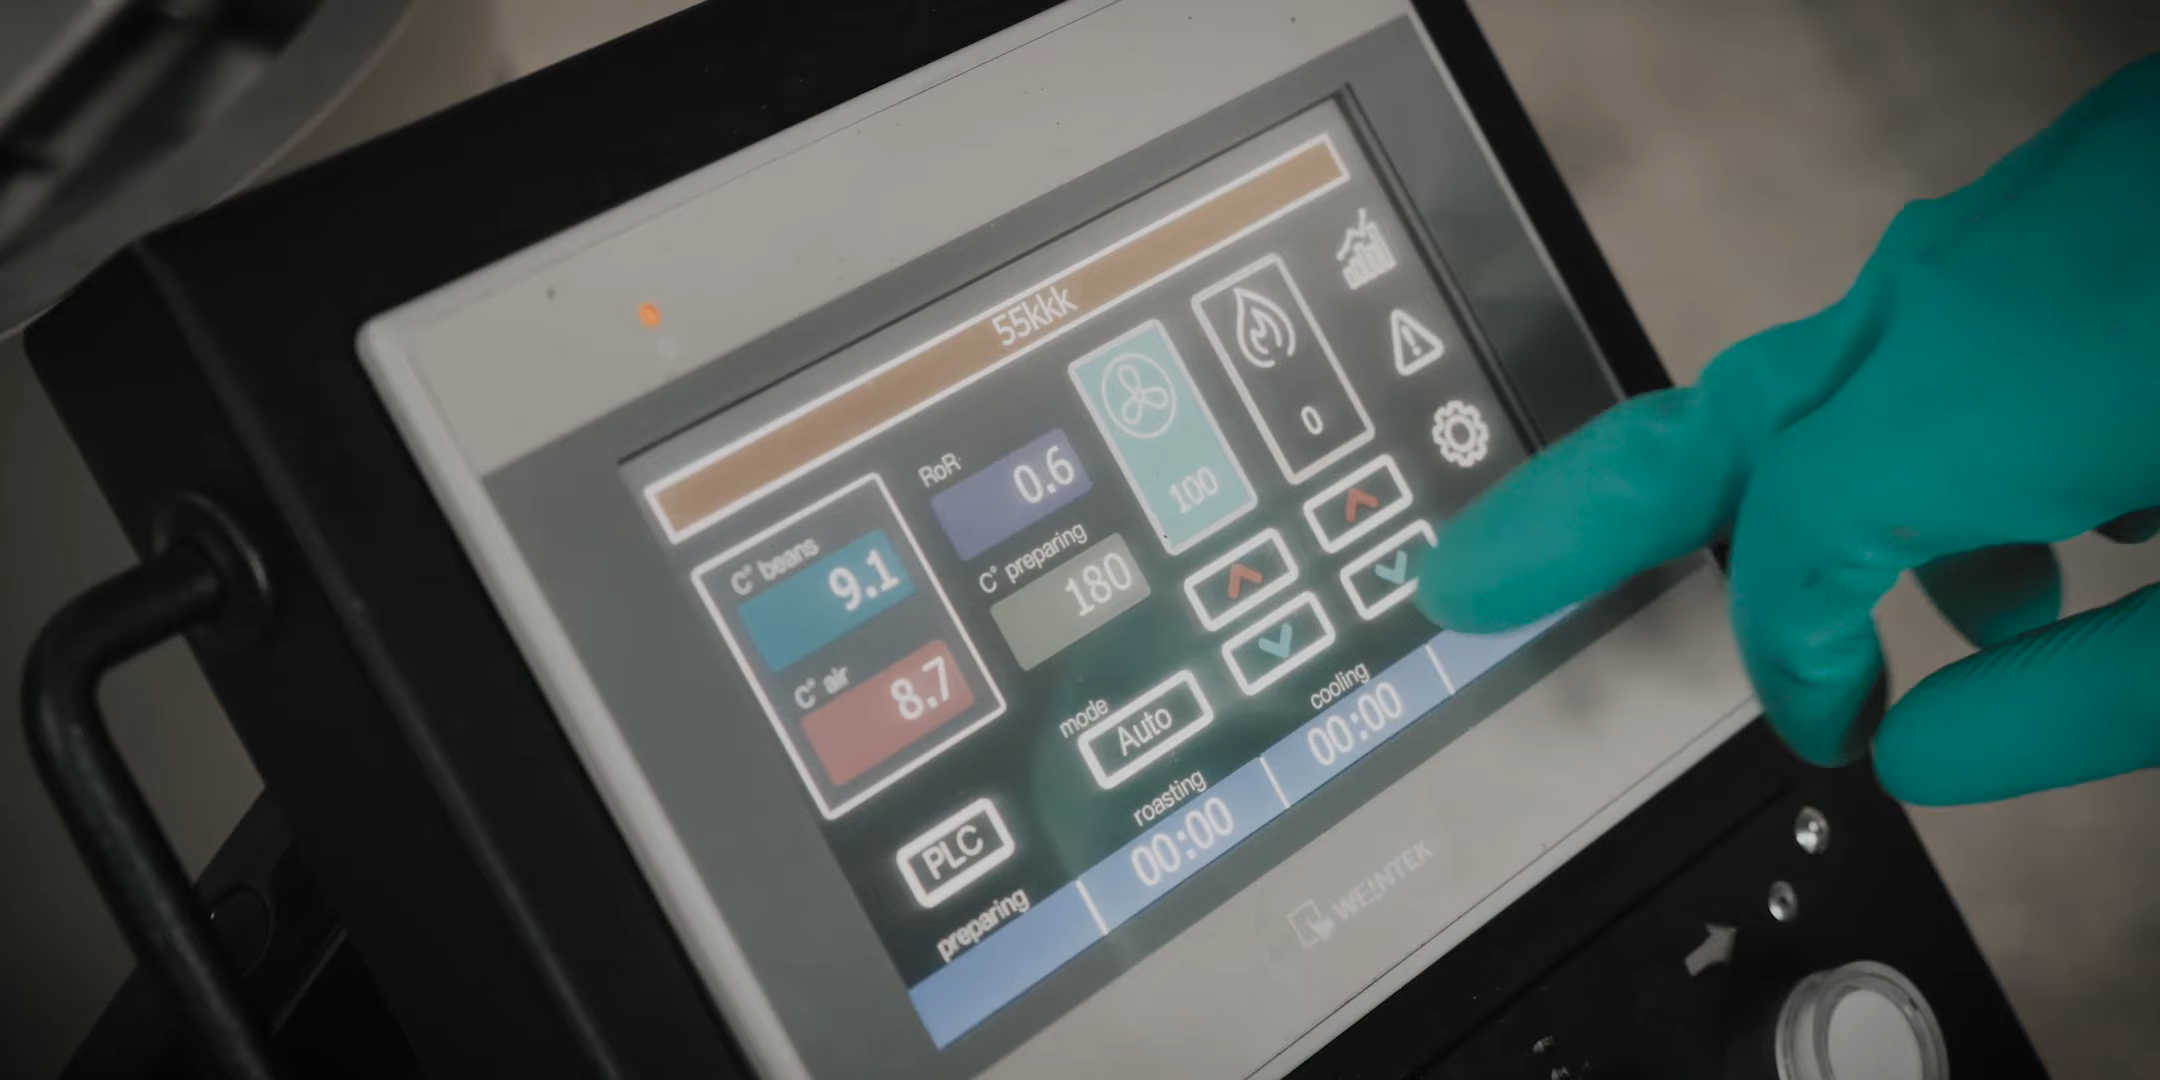 55kkk
C° beans
9.1
C° air
8.7
RoR
0.6
C° preparing
180
100
0
mode
Auto
PLC
preparing
roasting
00:00
cooling
00:00
WEINTEK